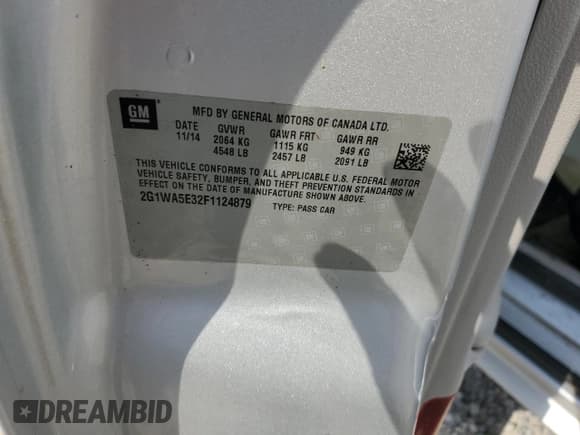 GM
MFD BY GENERAL MOTORS OF CANADA LTD.
DATE GVWR GAWR FRT GAWR RR
11/14 2064 KG 1115 KG 949 KG
4548 LB 2457 LB 2091 LB
THIS VEHICLE CONFORMS TO ALL APPLICABLE U.S. FEDERAL MOTOR
VEHICLE SAFETY, BUMPER, AND THEFT PREVENTION STANDARDS IN
EFFECT ON THE DATE OF MANUFACTURE SHOWN ABOVE.
2G1WA5E32F1124879 TYPE: PASS CAR
DREAMBID